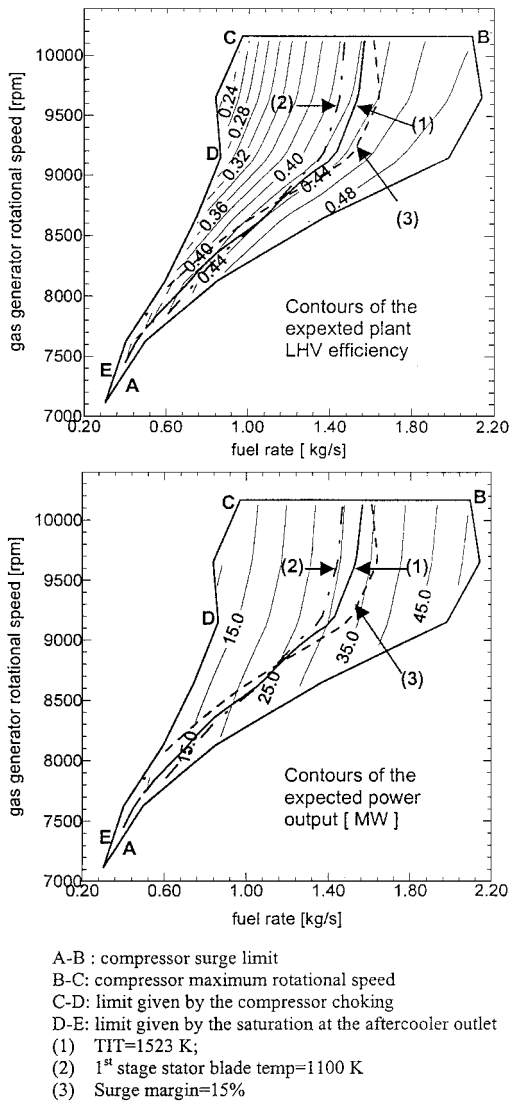 C
B
10000
9500
9000
8500
8000
7500
7000
gas generator rotational speed [rpm]
0.24
0.28
0.32
0.36
0.40
0.44
0.40
0.44
0.48
(2)
(1)
(3)
D
E
A
Contours of the
expexted plant
LHV efficiency
0.20
0.60
1.00
1.40
1.80
2.20
fuel rate [ kg/s]
C
B
10000
9500
9000
8500
8000
7500
7000
gas generator rotational speed [rpm]
(2)
(1)
(3)
D
15.0
15.0
25.0
35.0
45.0
E
A
Contours of the
expected power
output [ MW ]
0.20
0.60
1.00
1.40
1.80
2.20
fuel rate [kg/s]
A-B : compressor surge limit
B-C: compressor maximum rotational speed
C-D: limit given by the compressor choking
D-E: limit given by the saturation at the aftercooler outlet
(1) TIT=1523 K;
(2) 1st stage stator blade temp=1100 K
(3) Surge margin=15%